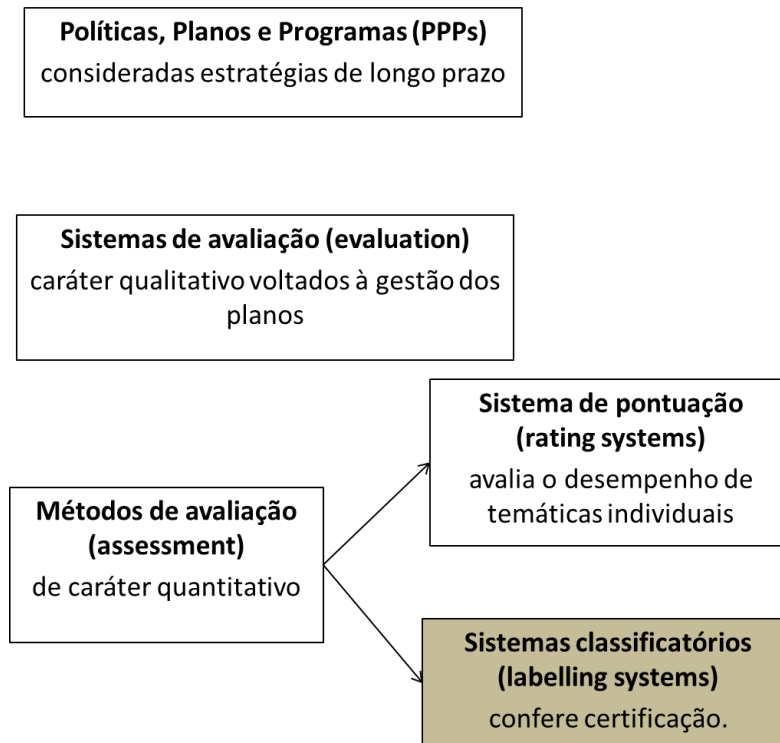 Políticas, Planos e Programas (PPPs)
consideradas estratégias de longo prazo
Sistemas de avaliação (evaluation)
caráter qualitativo voltados à gestão dos
planos
Sistema de pontuação
(rating systems)
avalia o desempenho de
temáticas individuais
Métodos de avaliação
(assessment)
de caráter quantitativo
Sistemas classificatórios
(labelling systems)
confere certificação.